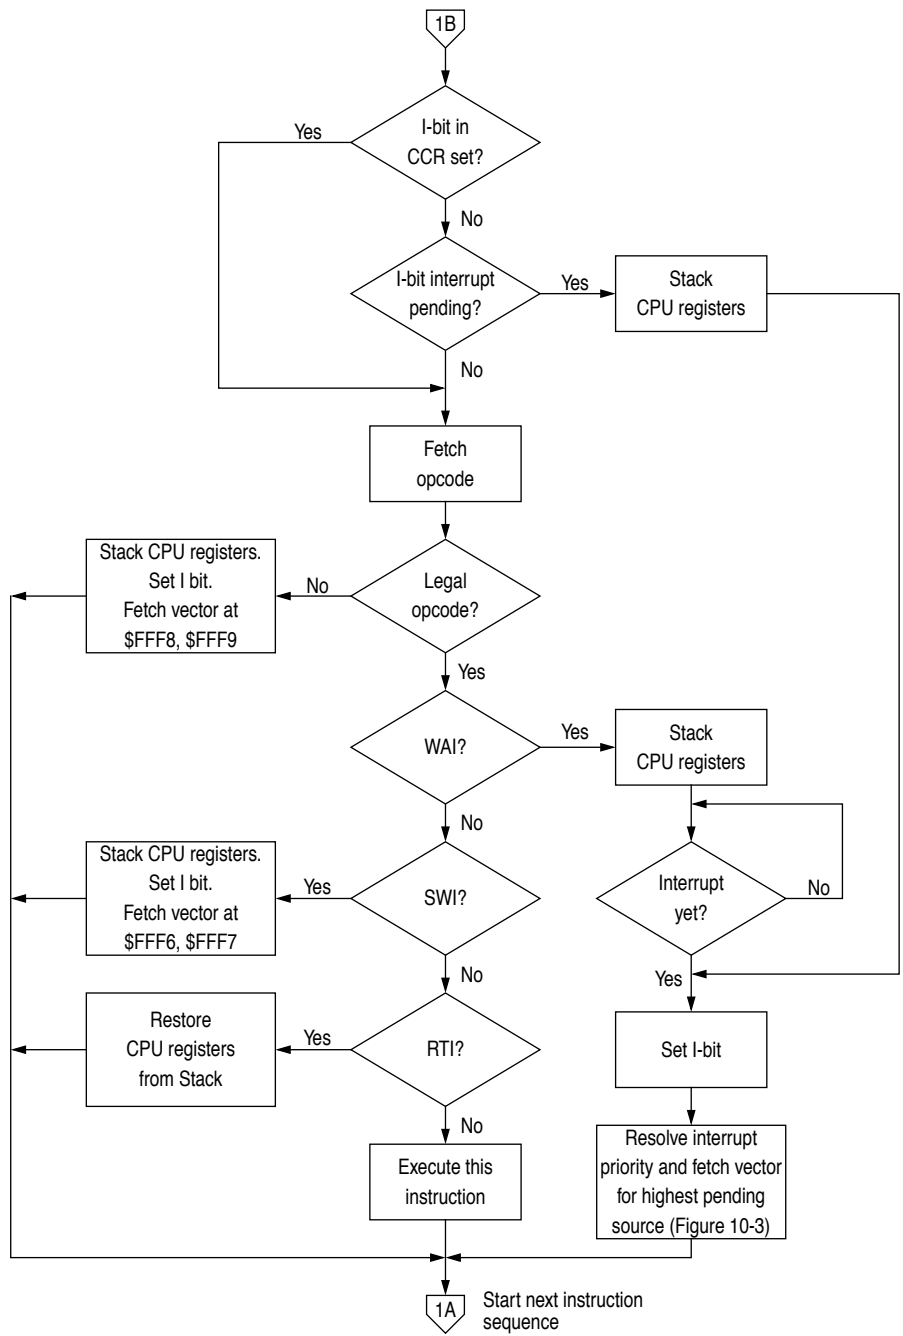 1B
I-bit in
CCR set?
Yes
No
I-bit interrupt
pending?
Yes
Stack
CPU registers
No
Fetch
opcode
Stack CPU registers.
Set I bit.
Fetch vector at
$FFF8, $FFF9
No
Legal
opcode?
Yes
WAI?
Yes
Stack
CPU registers
No
Stack CPU registers.
Set I bit.
Fetch vector at
$FFF6, $FFF7
Yes
SWI?
Interrupt
yet?
No
No
Yes
Restore
CPU registers
from Stack
Yes
RTI?
Set I-bit
No
Execute this
instruction
Resolve interrupt
priority and fetch vector
for highest pending
source (Figure 10-3)
1A
Start next instruction
sequence